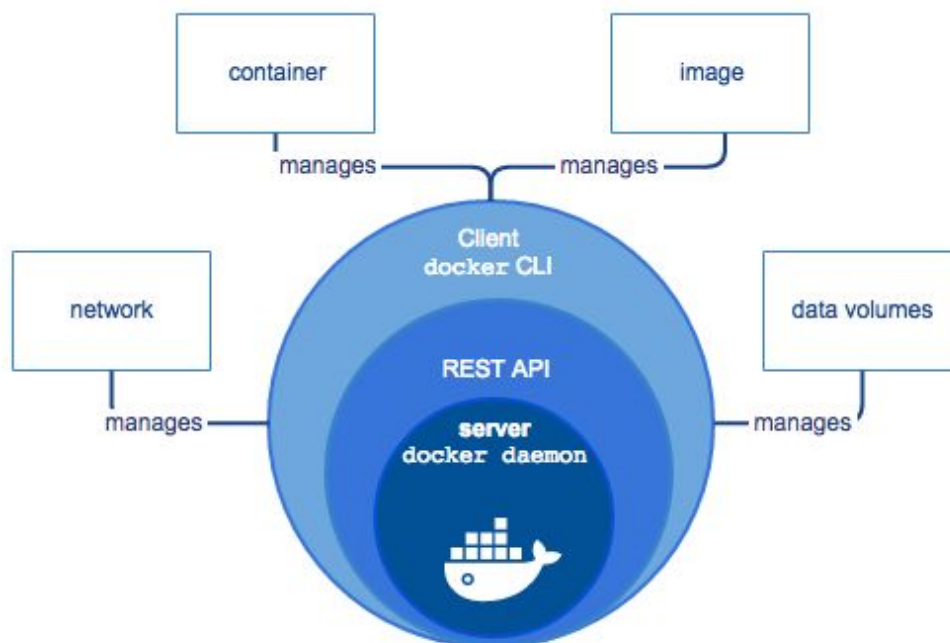 container
image
manages
manages
Client
docker CLI
network
data volumes
REST API
manages
manages
server
docker daemon